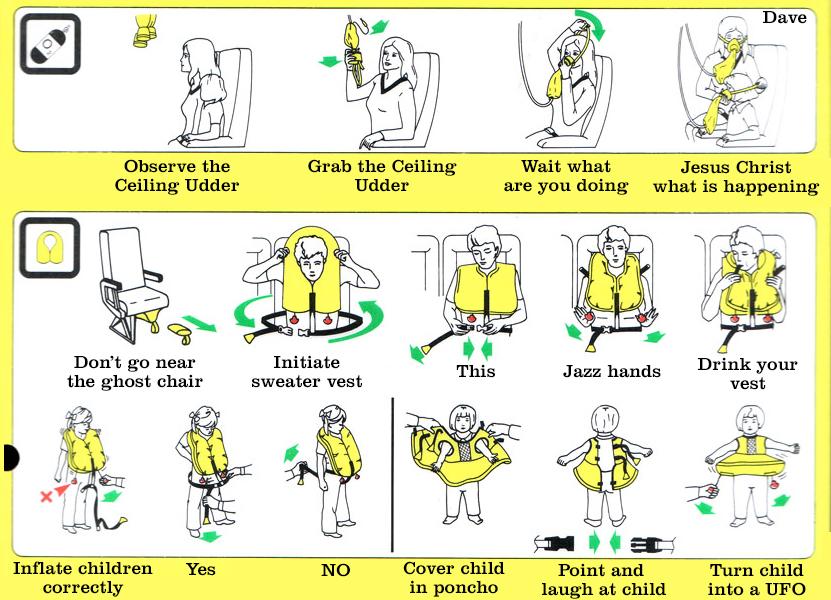 Dave
Observe the
Ceiling Udder
Grab the Ceiling
Udder
Wait what
are you doing
Jesus Christ
what is happening
Don't go near
the ghost chair
Initiate
sweater vest
This
Jazz hands
Drink your
vest
Inflate children
correctly
Yes
NO
Cover child
in poncho
Point and
laugh at child
Turn child
into a UFO